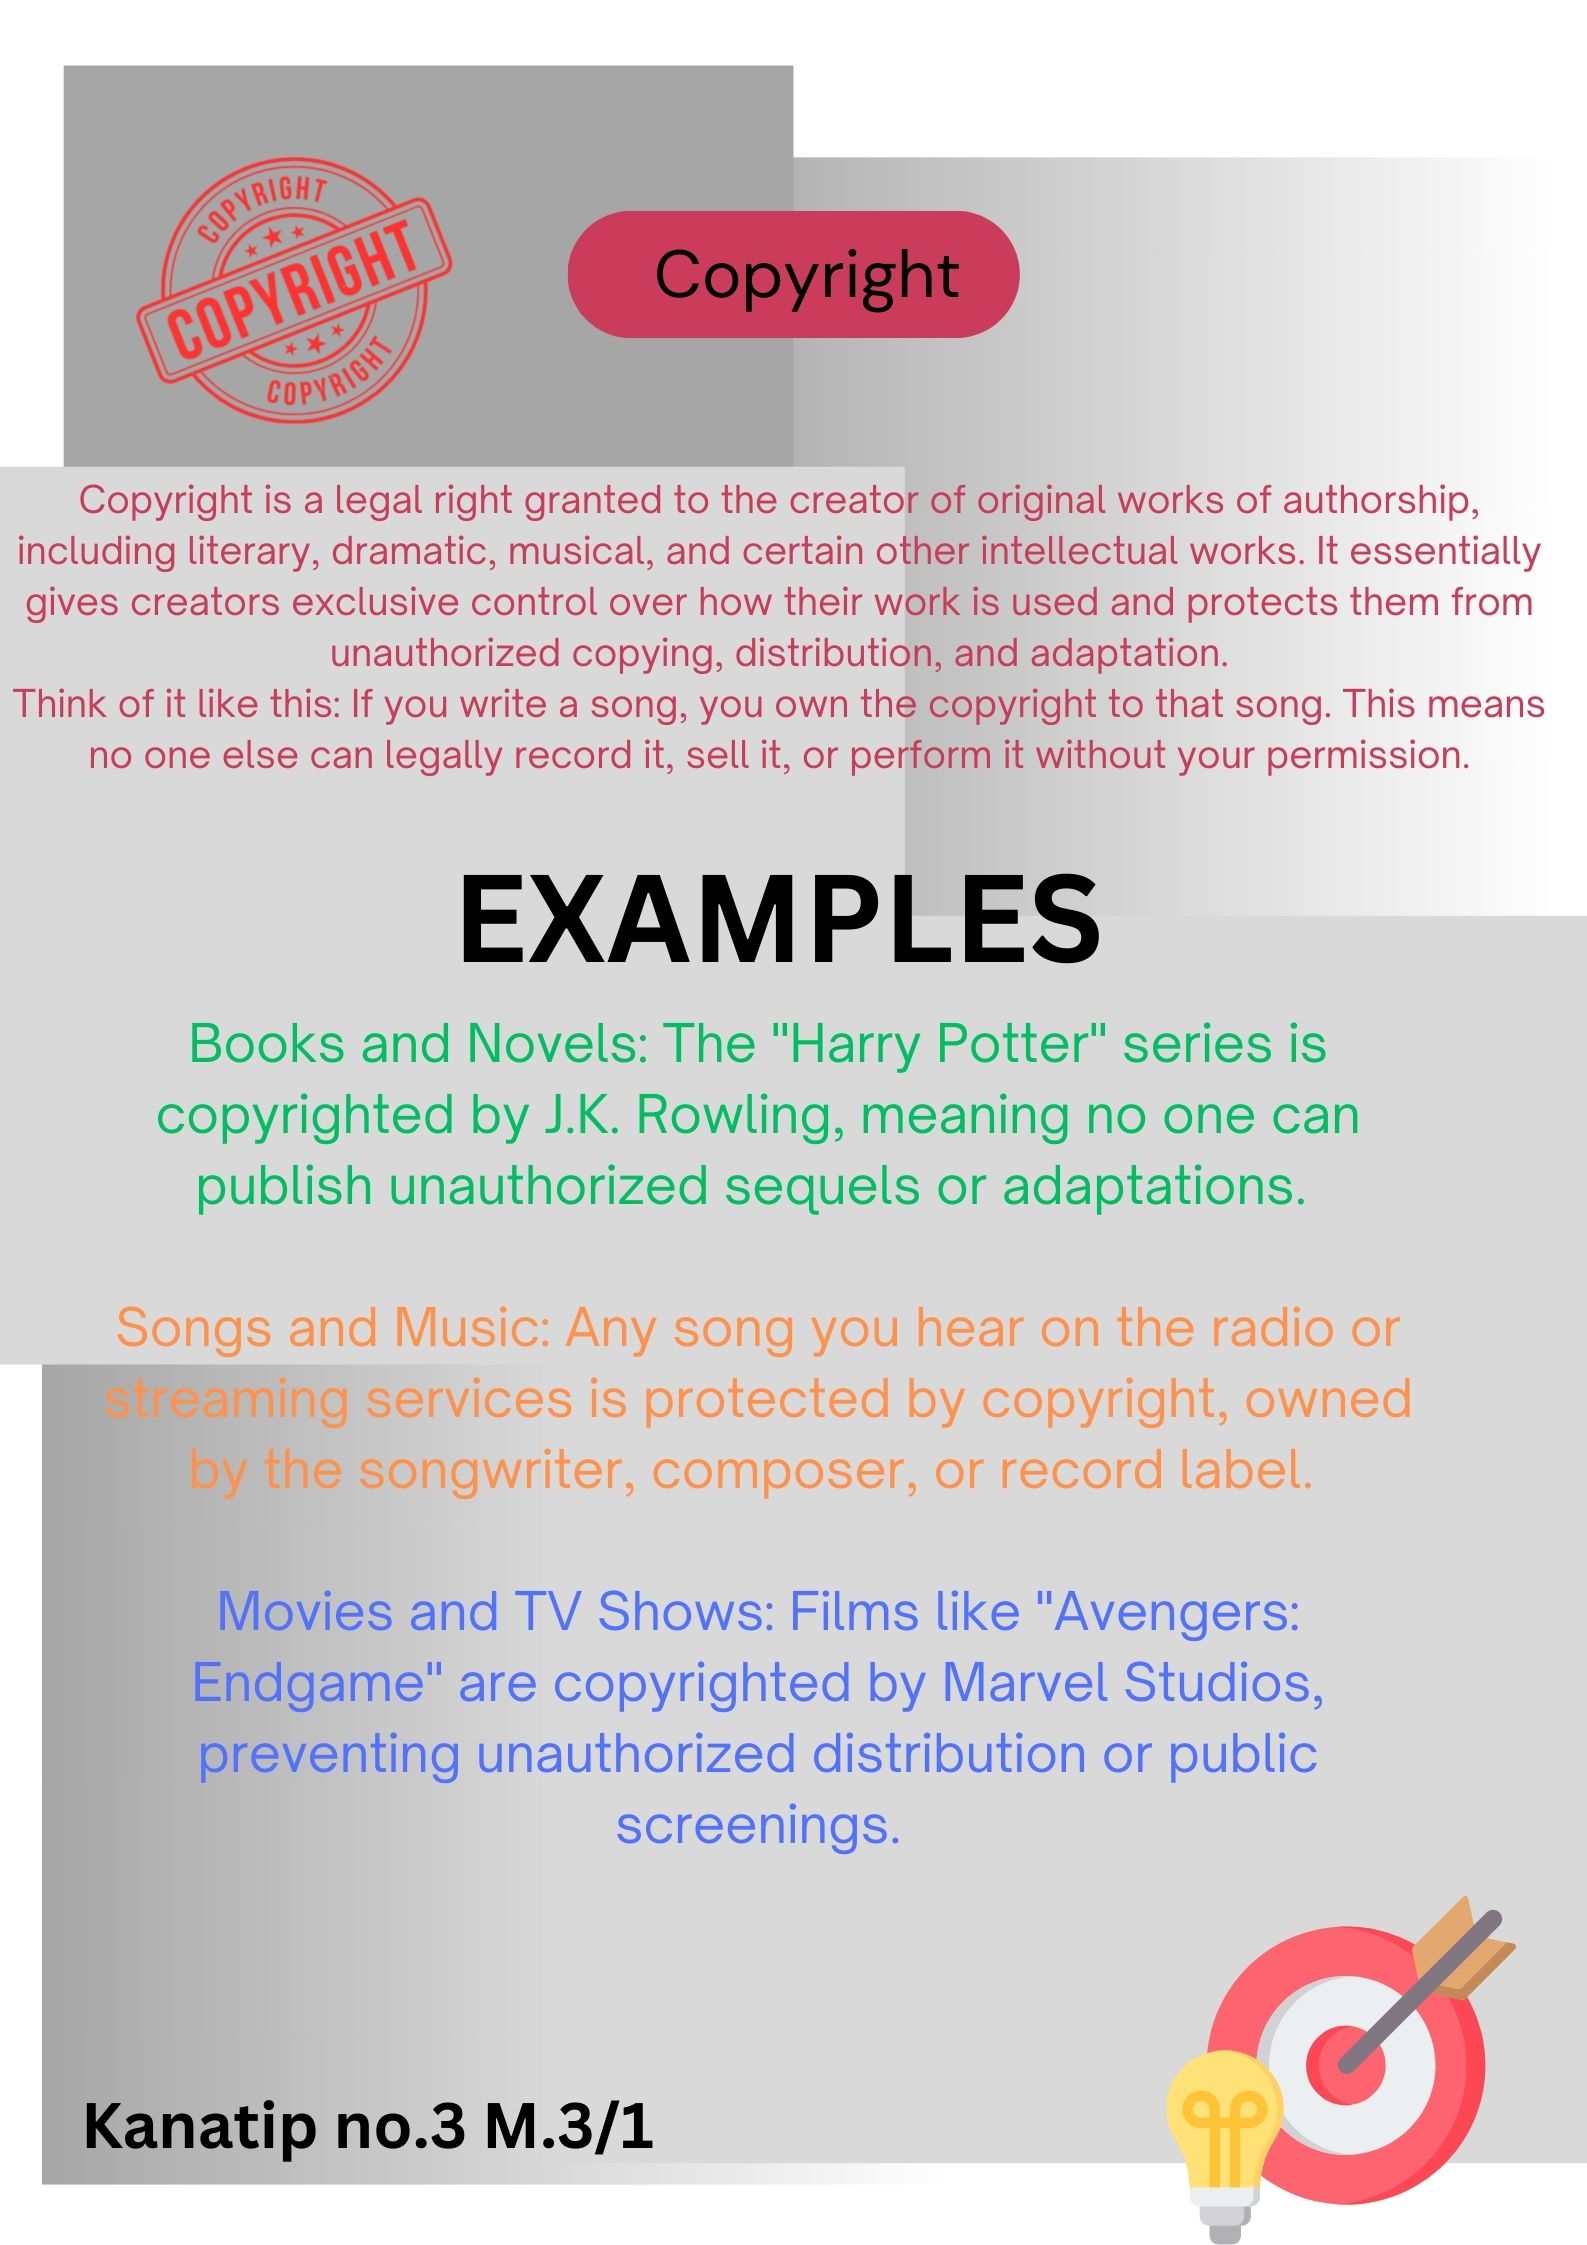 COPYRIGHT
COPYRIGHT
COPYRIGHT
Copyright
Copyright is a legal right granted to the creator of original works of authorship,
including literary, dramatic, musical, and certain other intellectual works. It essentially
gives creators exclusive control over how their work is used and protects them from
unauthorized copying, distribution, and adaptation.
Think of it like this: If you write a song, you own the copyright to that song. This means
no one else can legally record it, sell it, or perform it without your permission.
EXAMPLES
Books and Novels: The "Harry Potter" series is
copyrighted by J.K. Rowling, meaning no one can
publish unauthorized sequels or adaptations.
Songs and Music: Any song you hear on the radio or
streaming services is protected by copyright, owned
by the songwriter, composer, or record label.
Movies and TV Shows: Films like "Avengers:
Endgame" are copyrighted by Marvel Studios,
preventing unauthorized distribution or public
screenings.
Kanatip no.3 M.3/1